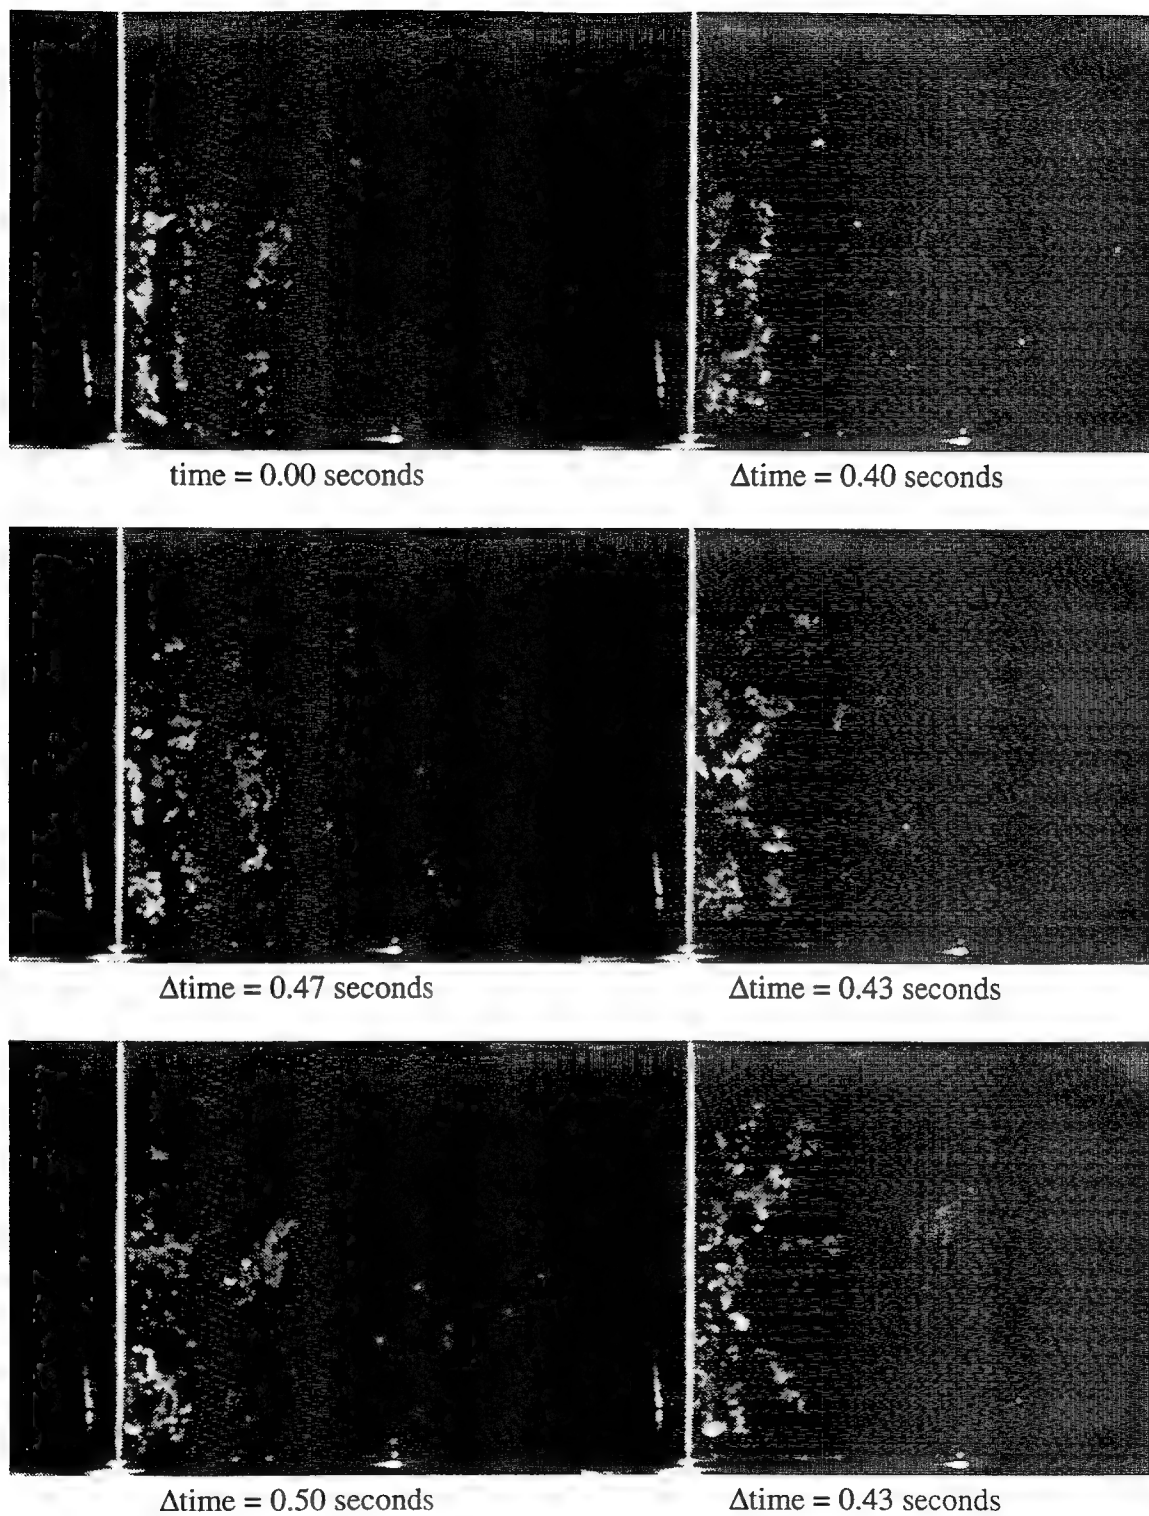 time = 0.00 seconds
Δtime = 0.40 seconds
Δtime = 0.47 seconds
Δtime = 0.43 seconds
Δtime = 0.50 seconds
Δtime = 0.43 seconds